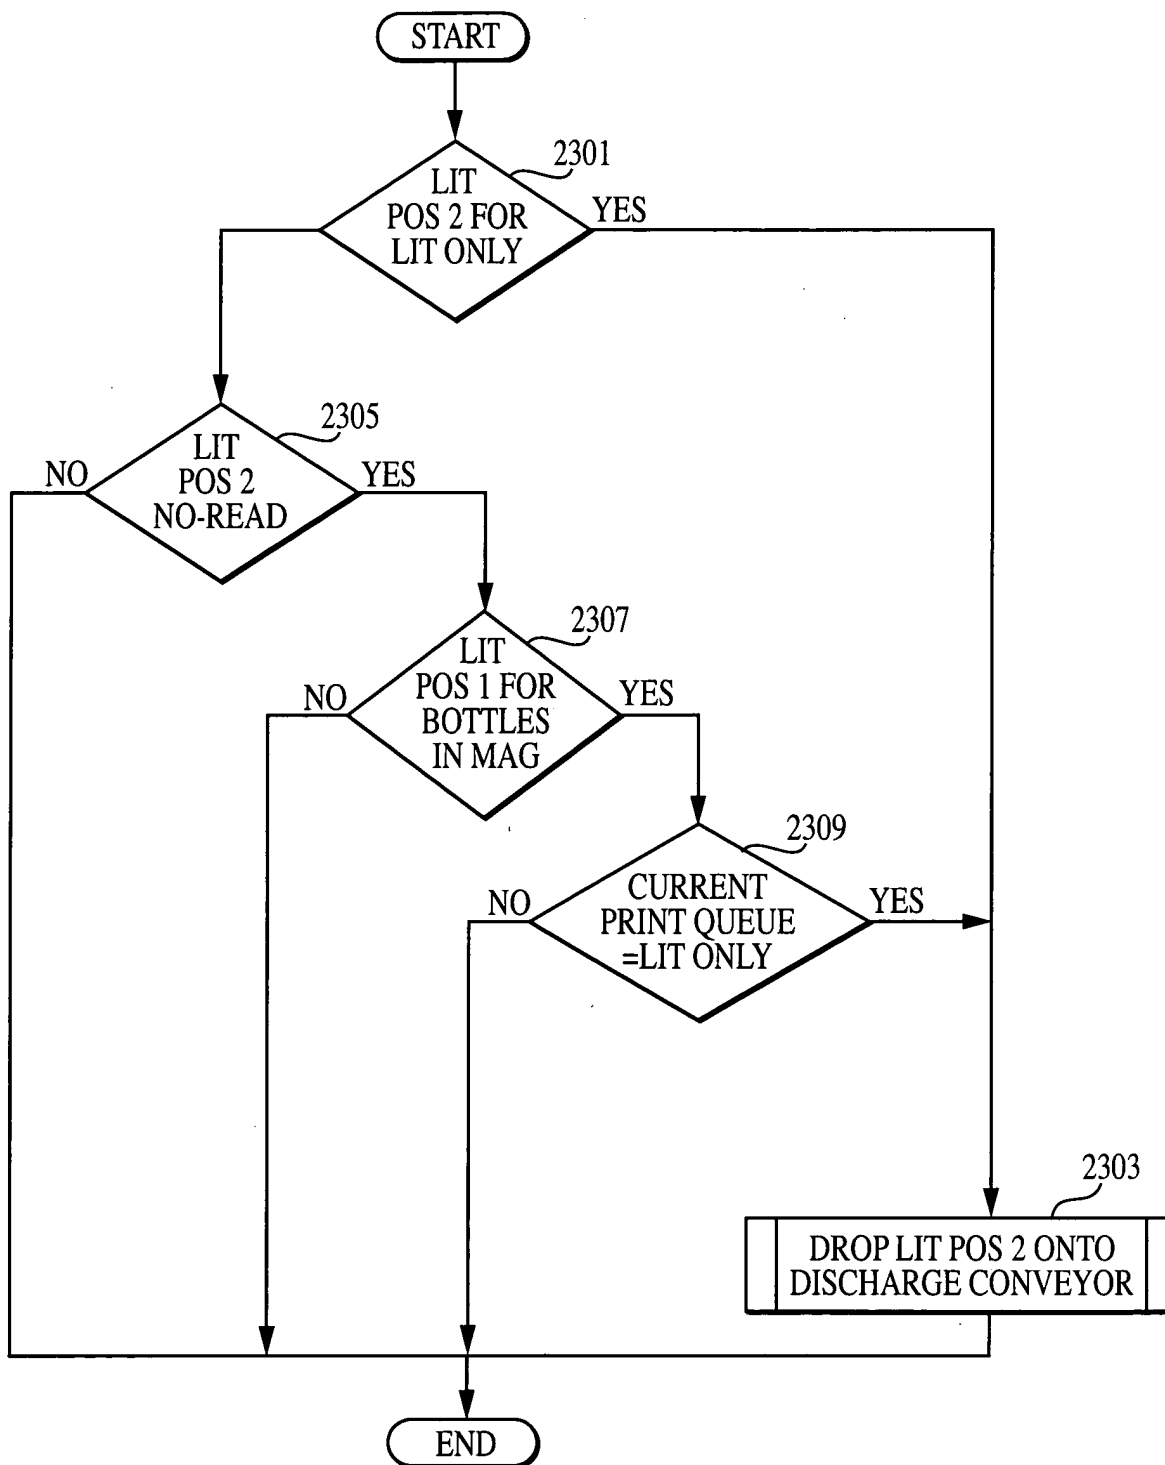 START
2301
LIT
POS 2 FOR
LIT ONLY
YES
2305
LIT
POS 2
NO-READ
NO
YES
2307
LIT
POS 1 FOR
BOTTLES
IN MAG
NO
YES
2309
CURRENT
PRINT QUEUE
=LIT ONLY
NO
YES
2303
DROP LIT POS 2 ONTO
DISCHARGE CONVEYOR
END